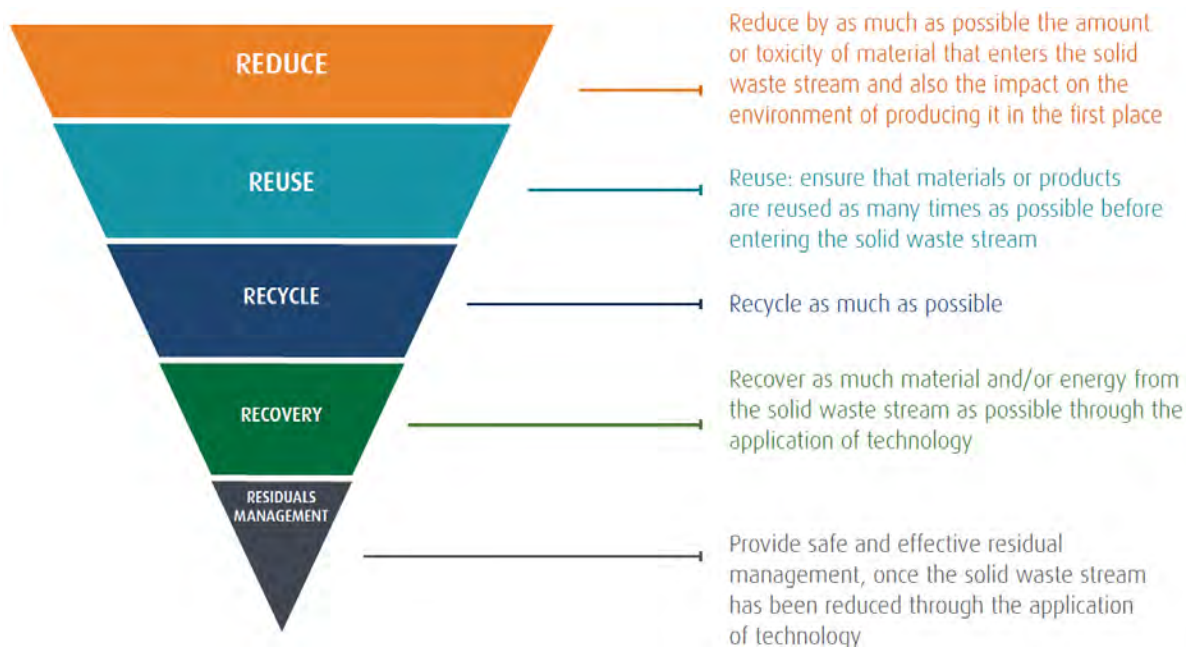 REDUCE
Reduce by as much as possible the amount
or toxicity of material that enters the solid
waste stream and also the impact on the
environment of producing it in the first place
REUSE
Reuse: ensure that materials or products
are reused as many times as possible before
entering the solid waste stream
RECYCLE
Recycle as much as possible
RECOVERY
Recover as much material and/or energy from
the solid waste stream as possible through the
application of technology
RESIDUALS
MANAGEMENT
Provide safe and effective residual
management, once the solid waste stream
has been reduced through the application
of technology